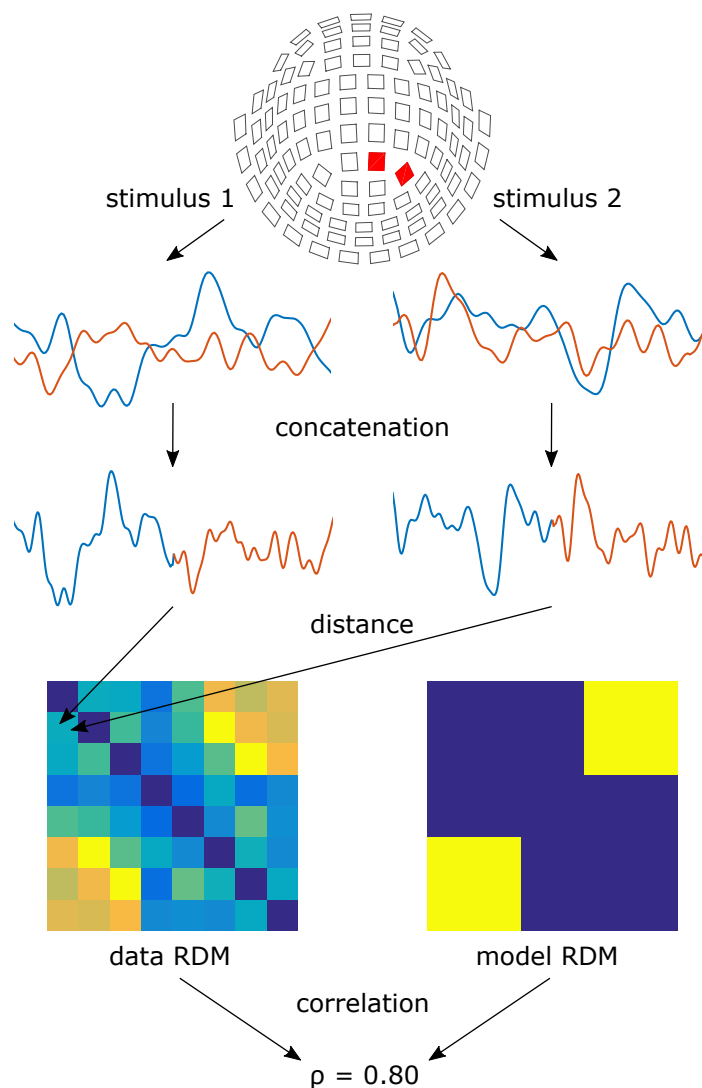 stimulus 1
stimulus 2
concatenation
distance
data RDM
model RDM
correlation
ρ = 0.80